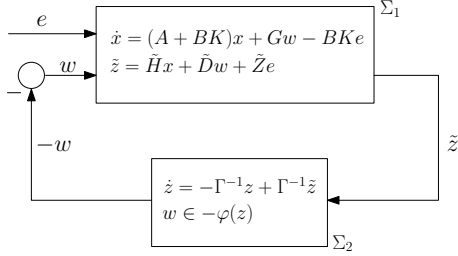 e
Σ₁
ẋ = (A + BK)x + Gw − BKe
z̃ = H̃x + D̃w + Z̃e
w
−
−w
z̃
ż = −Γ⁻¹z + Γ⁻¹z̃
w ∈ −φ(z)
Σ₂